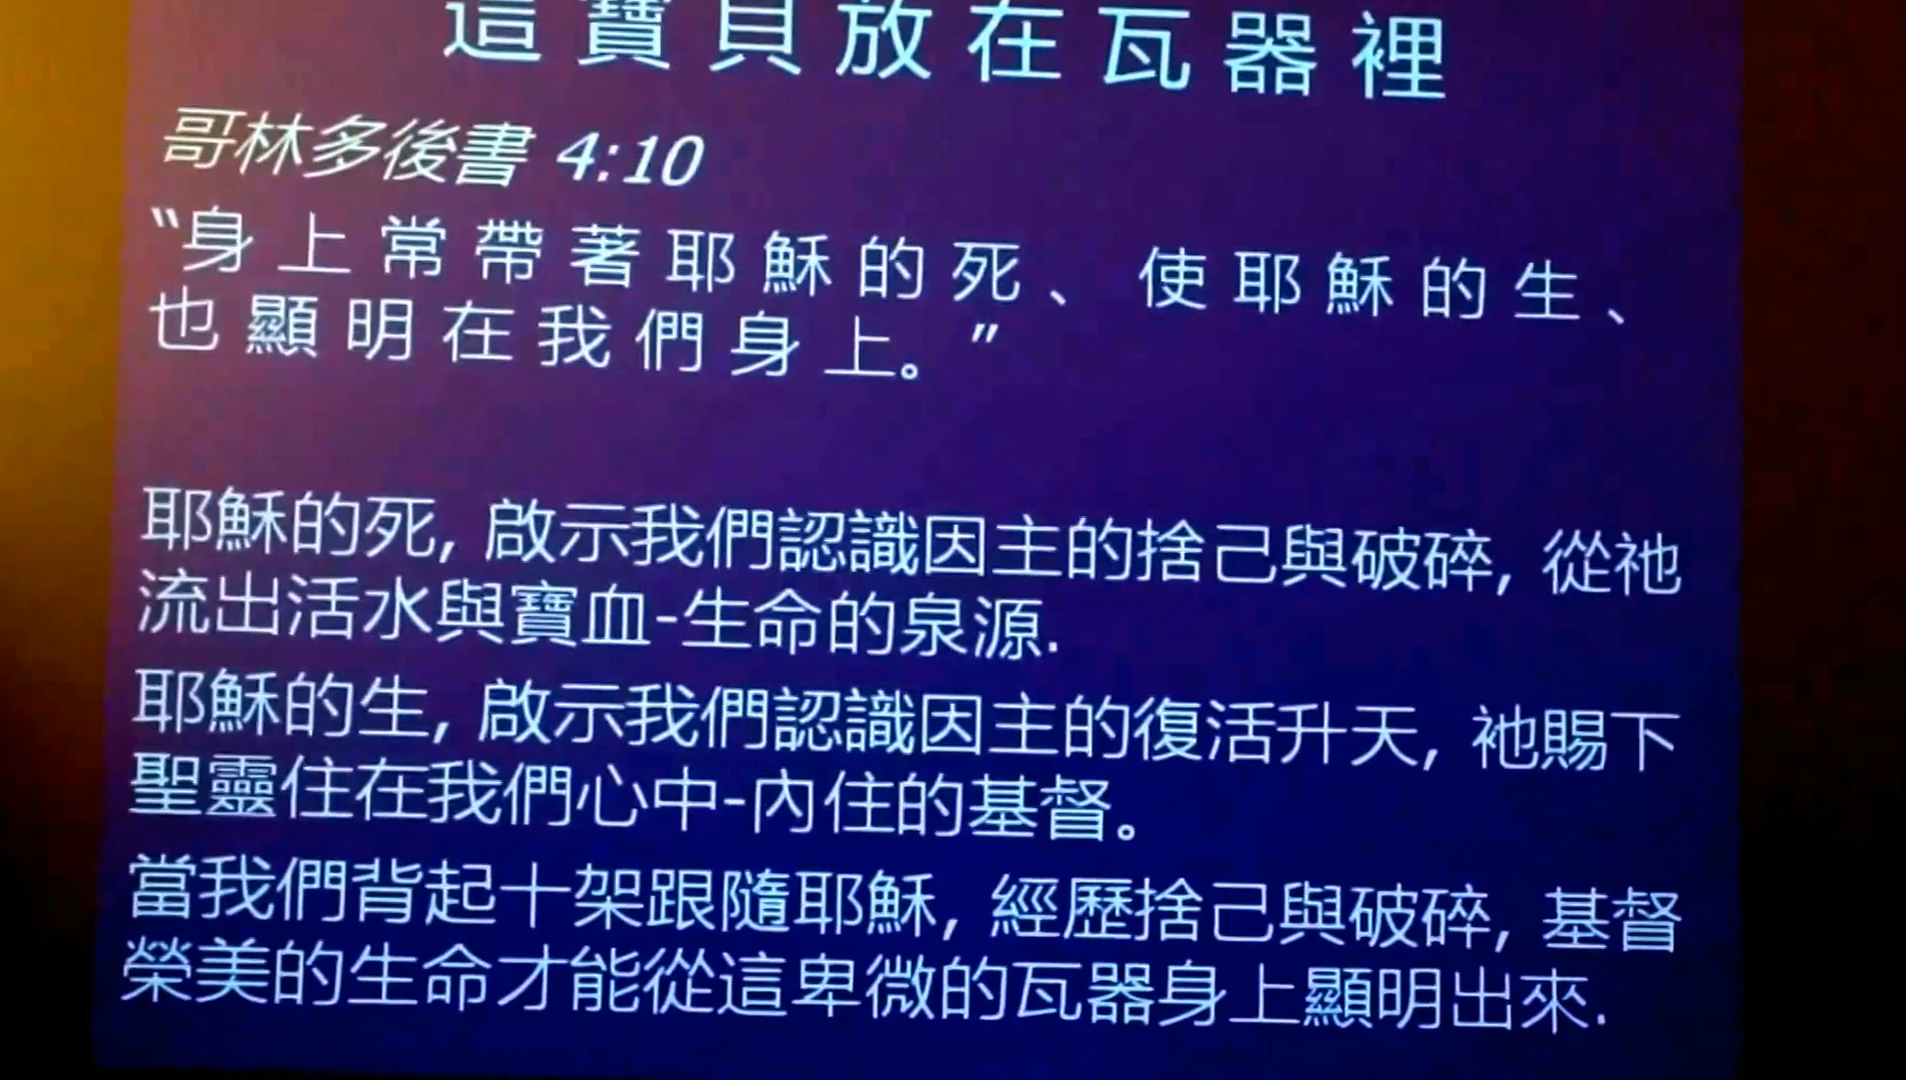 這寶貝放在瓦器裡
哥林多後書 4:10
“身上常帶著耶穌的死、 使耶穌的生、
也顯明在我們身上。”
耶穌的死, 啟示我們認識因主的捨己與破碎, 從祂
流出活水與寶血-生命的泉源.
耶穌的生, 啟示我們認識因主的復活升天, 祂賜下
聖靈住在我們心中-內住的基督。
當我們背起十架跟隨耶穌, 經歷捨己與破碎, 基督
榮美的生命才能從這卑微的瓦器身上顯明出來.